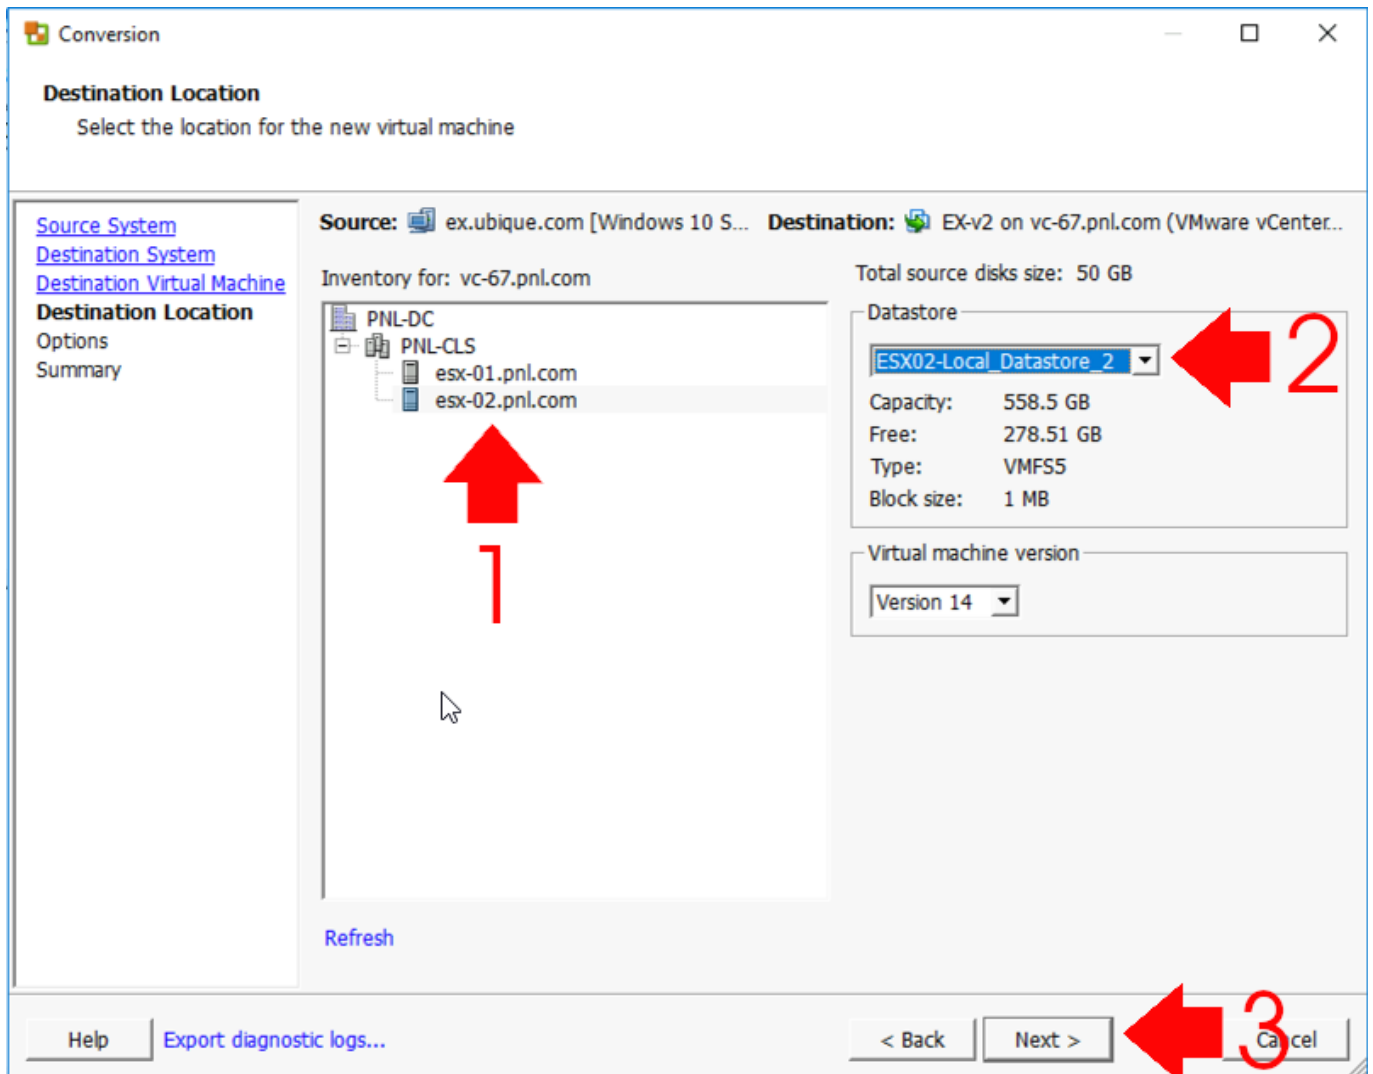 Conversion
Destination Location
Select the location for the new virtual machine
Source System
Destination System
Destination Virtual Machine
Destination Location
Options
Summary
Source: ex.ubique.com [Windows 10 S... Destination: EX-v2 on vc-67.pnl.com (VMware vCenter...
Inventory for: vc-67.pnl.com
PNL-DC
PNL-CLS
esx-01.pnl.com
esx-02.pnl.com
1
Refresh
Total source disks size: 50 GB
Datastore
ESX02-Local_Datastore_2
2
Capacity: 558.5 GB
Free: 278.51 GB
Type: VMFS5
Block size: 1 MB
Virtual machine version
Version 14
Help Export diagnostic logs... < Back Next > 3 Cancel